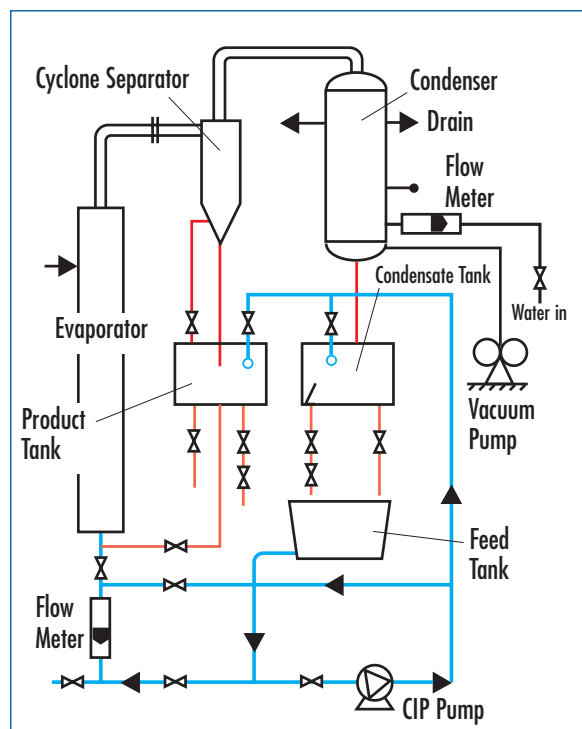 Cyclone Separator
Condenser
Drain
Flow
Meter
Condensate Tank
Water in
Evaporator
Product
Tank
Vacuum
Pump
Feed
Tank
Flow
Meter
CIP Pump